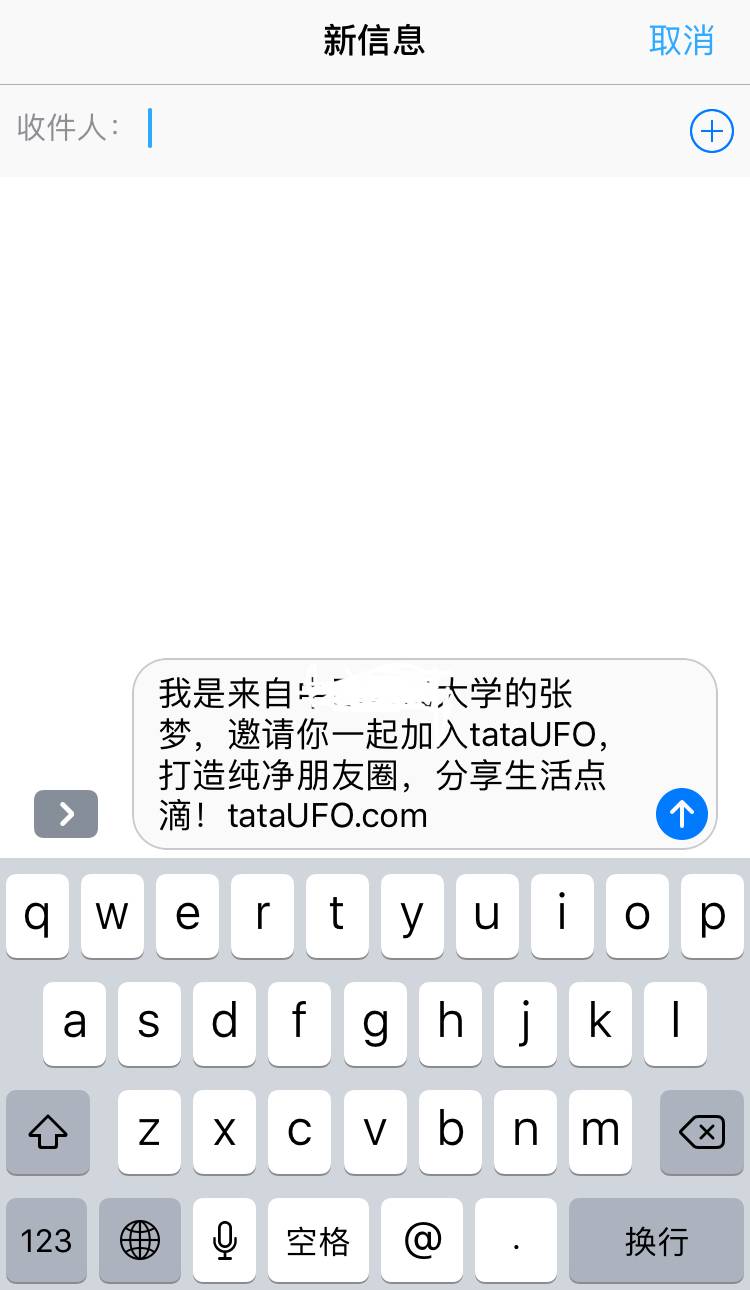 新信息
取消
收件人：
我是来自中大学的张
梦，邀请你一起加入tataUFO，
打造纯净朋友圈，分享生活点
滴！tataUFO.com
q w e r t y u i o p
a s d f g h j k l
z x c v b n m
123 空格 @ . 换行